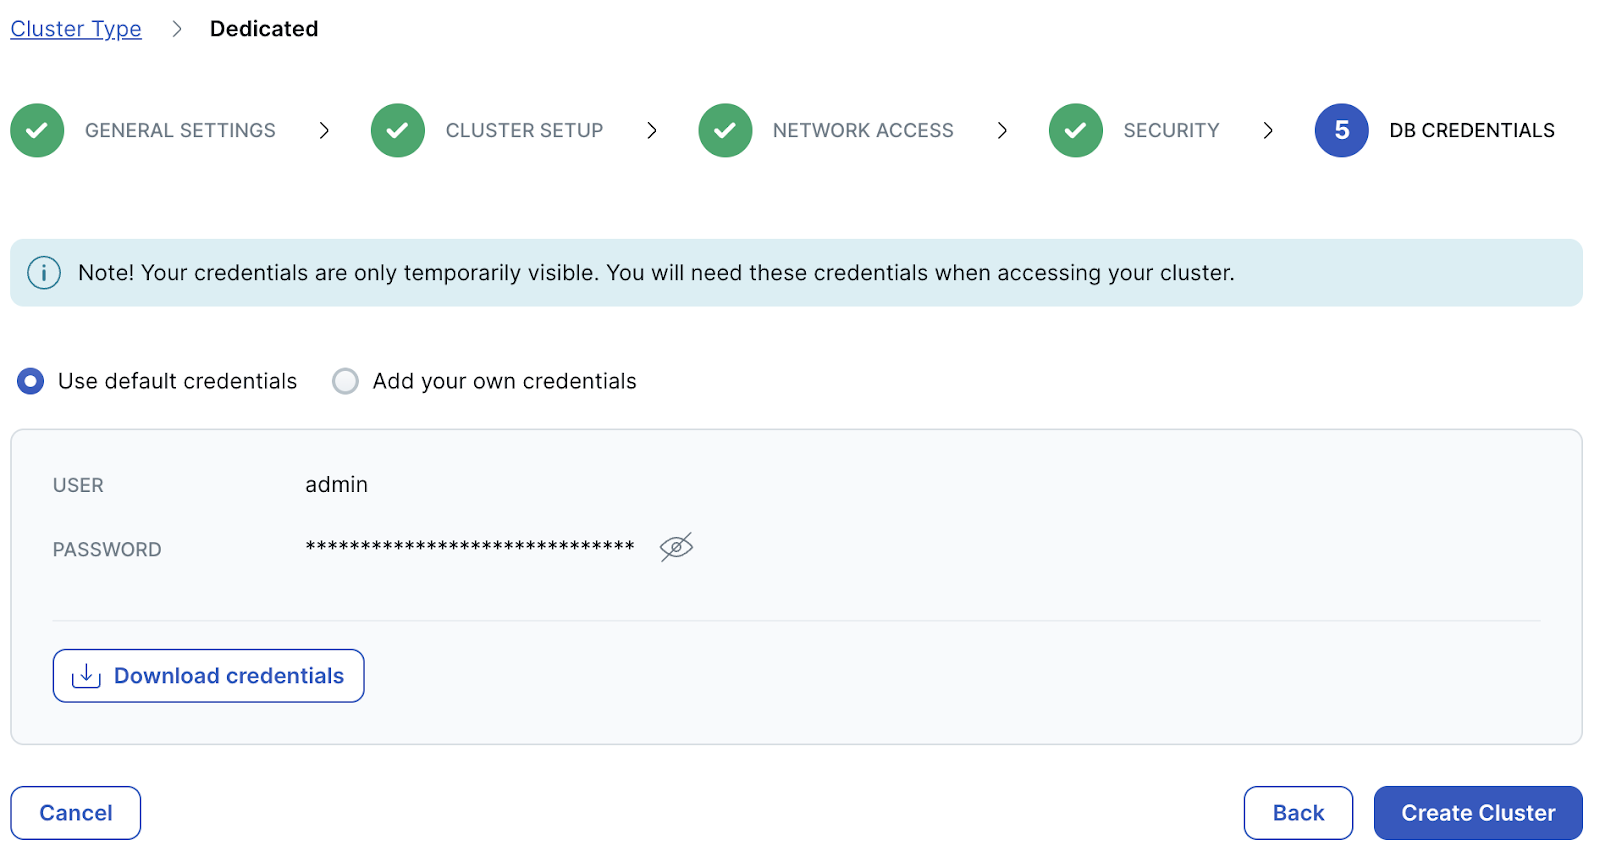 Cluster Type > Dedicated
GENERAL SETTINGS > CLUSTER SETUP > NETWORK ACCESS > SECURITY > 5 DB CREDENTIALS
Note! Your credentials are only temporarily visible. You will need these credentials when accessing your cluster.
Use default credentials Add your own credentials
USER admin
PASSWORD ******************************
Download credentials
Cancel Back Create Cluster